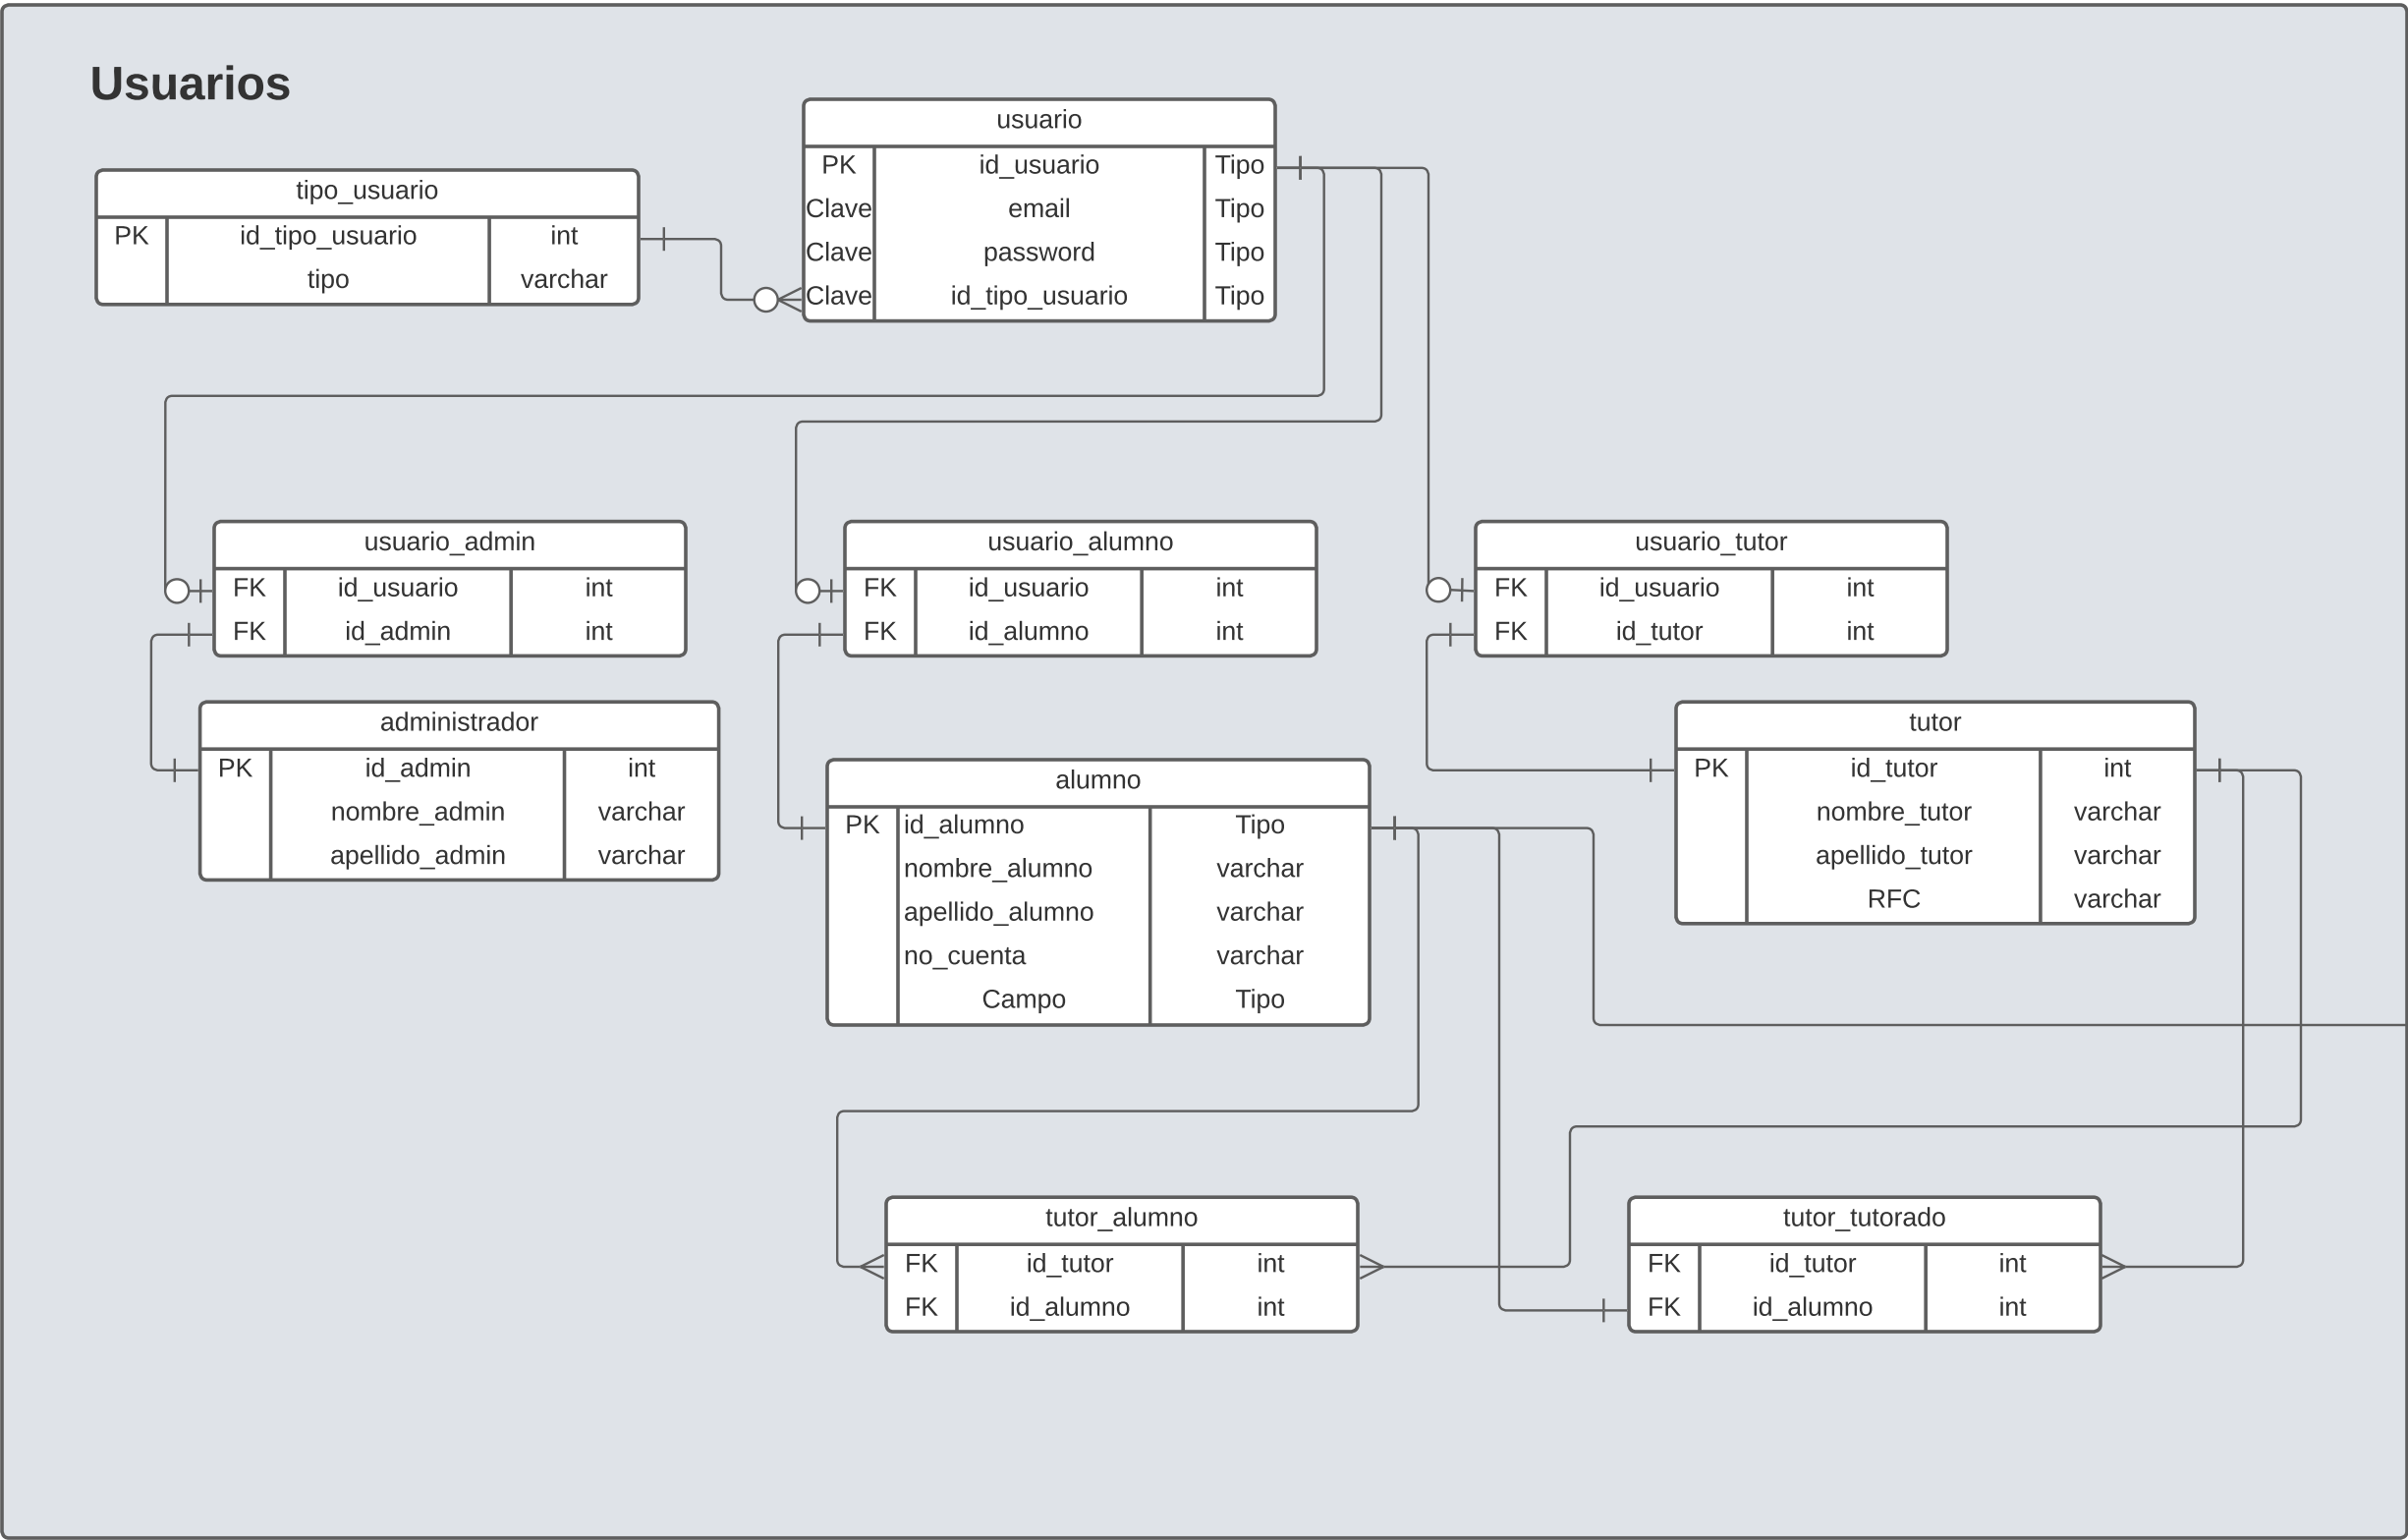 Usuarios
usuario
PK id_usuario Tipo
Clave email Tipo
Clave password Tipo
Clave id_tipo_usuario Tipo
tipo_usuario
PK id_tipo_usuario int
tipo varchar
usuario_admin
FK id_usuario int
FK id_admin int
usuario_alumno
FK id_usuario int
FK id_alumno int
usuario_tutor
FK id_usuario int
FK id_tutor int
administrador
PK id_admin int
nombre_admin varchar
apellido_admin varchar
alumno
PK id_alumno Tipo
nombre_alumno varchar
apellido_alumno varchar
no_cuenta varchar
Campo Tipo
tutor
PK id_tutor int
nombre_tutor varchar
apellido_tutor varchar
RFC varchar
tutor_alumno
FK id_tutor int
FK id_alumno int
tutor_tutorado
FK id_tutor int
FK id_alumno int